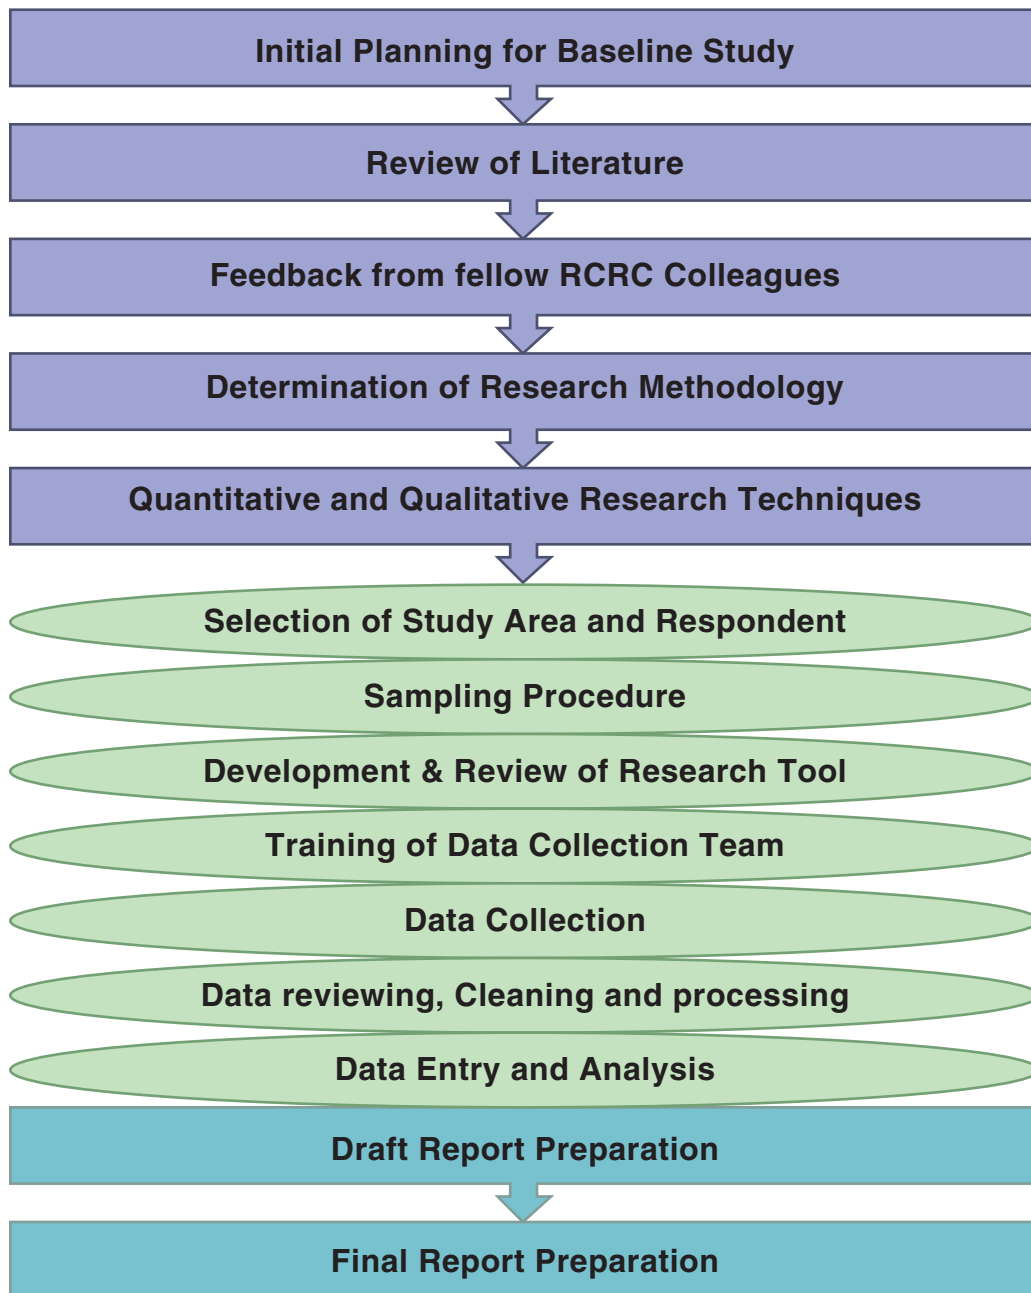 Initial Planning for Baseline Study
Review of Literature
Feedback from fellow RCRC Colleagues
Determination of Research Methodology
Quantitative and Qualitative Research Techniques
Selection of Study Area and Respondent
Sampling Procedure
Development & Review of Research Tool
Training of Data Collection Team
Data Collection
Data reviewing, Cleaning and processing
Data Entry and Analysis
Draft Report Preparation
Final Report Preparation